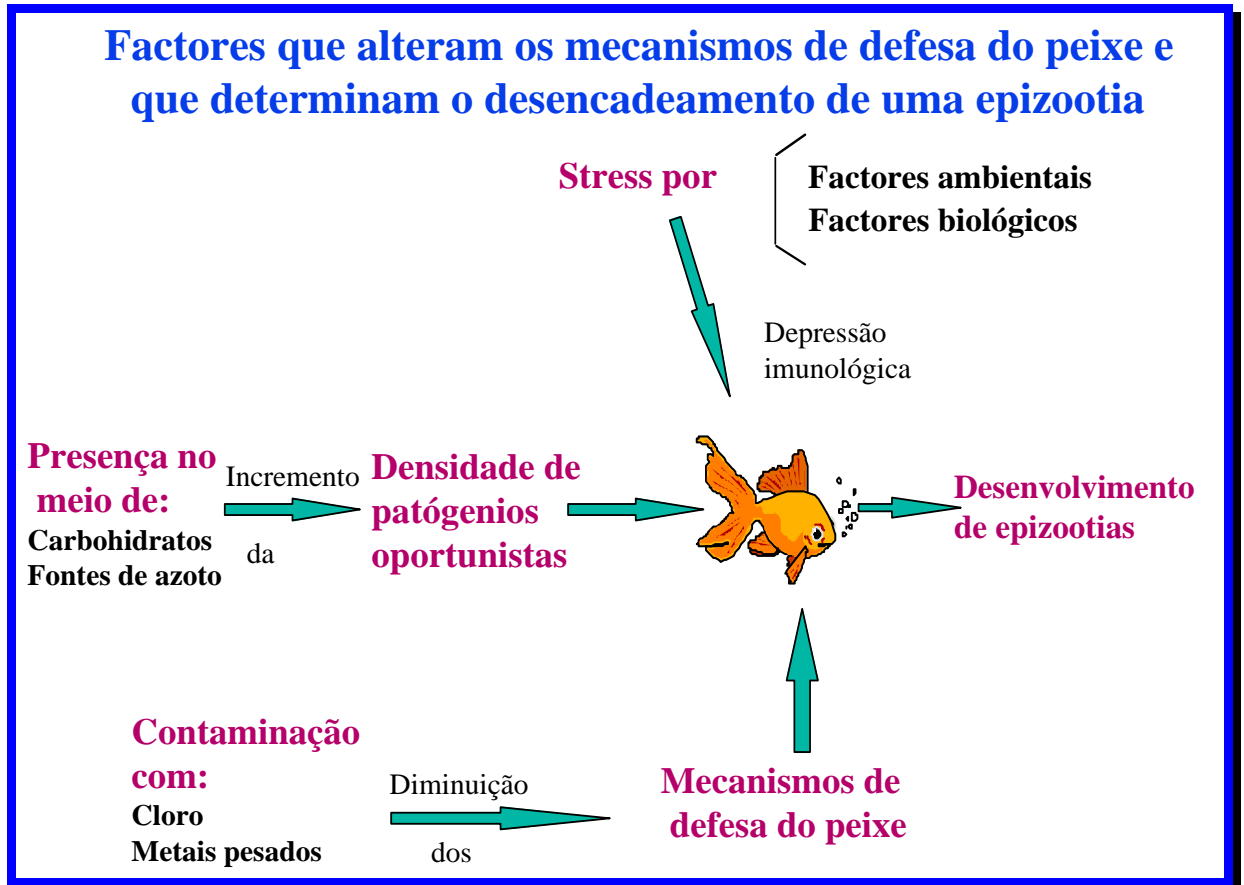 Factores que alteram os mecanismos de defesa do peixe e
que determinam o desencadeamento de uma epizootia
Stress por
Factores ambientais
Factores biológicos
Depressão
imunológica
Presença no
meio de:
Carbohidratos
Fontes de azoto
Incremento
da
Densidade de
patógenios
oportunistas
Desenvolvimento
de epizootias
Contaminação
com:
Cloro
Metais pesados
Diminuição
dos
Mecanismos de
defesa do peixe